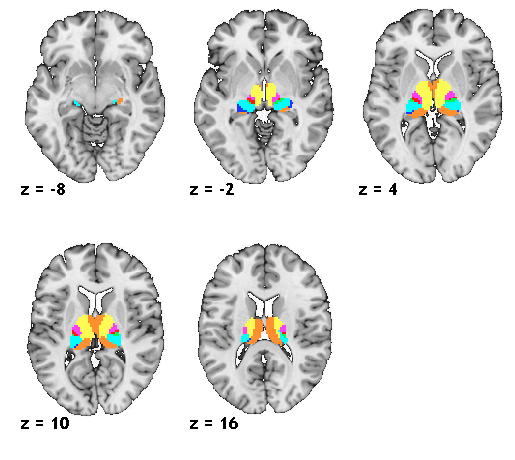 z = -8
z = -2
z = 4
z = 10
z = 16